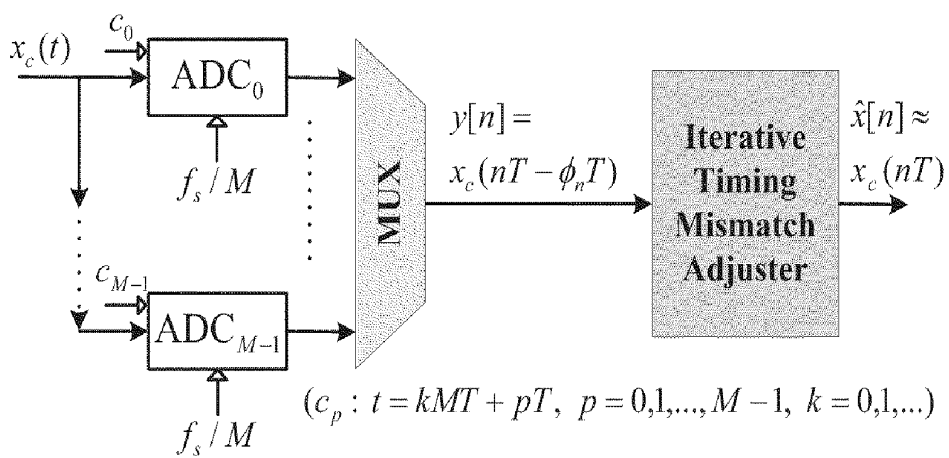 x_c(t)
c_0
ADC_0
f_s / M
c_{M-1}
ADC_{M-1}
f_s / M
MUX
y[n] =
x_c(nT − ϕ_nT)
Iterative
Timing
Mismatch
Adjuster
x̂[n] ≈
x_c(nT)
(c_p : t = kMT + pT, p = 0,1,...,M−1, k = 0,1,...)